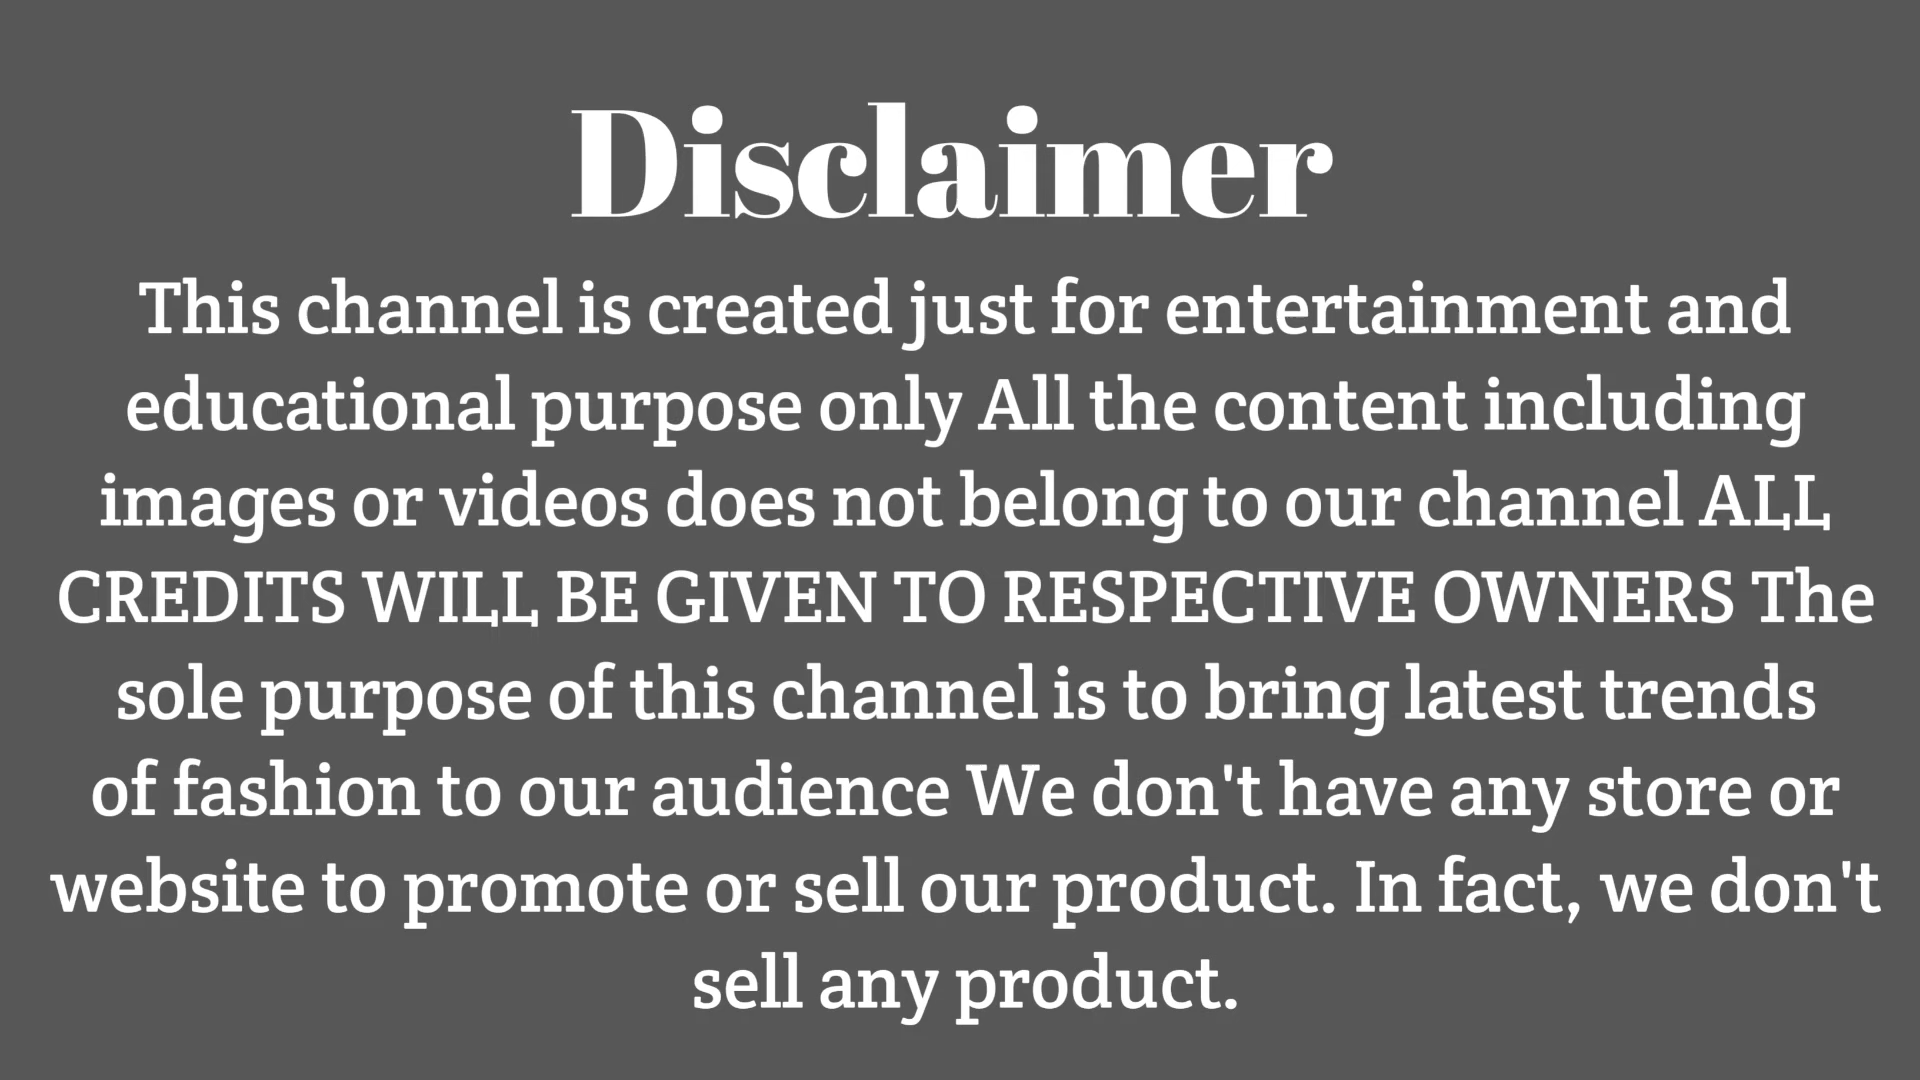 Disclaimer
This channel is created just for entertainment and
educational purpose only All the content including
images or videos does not belong to our channel ALL
CREDITS WILL BE GIVEN TO RESPECTIVE OWNERS The
sole purpose of this channel is to bring latest trends
of fashion to our audience We don't have any store or
website to promote or sell our product. In fact, we don't
sell any product.